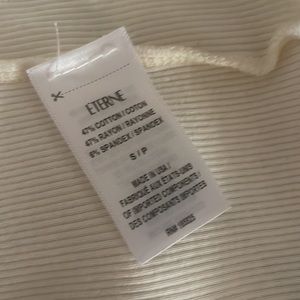 ETERNE
47% COTTON / COTON
47% RAYON / RAYONNE
6% SPANDEX / SPANDEX
S / P
MADE IN USA /
FABRIQUÉ AUX ÉTATS-UNIS
OF IMPORTED COMPONENTS /
DES COMPOSANTS IMPORTÉS